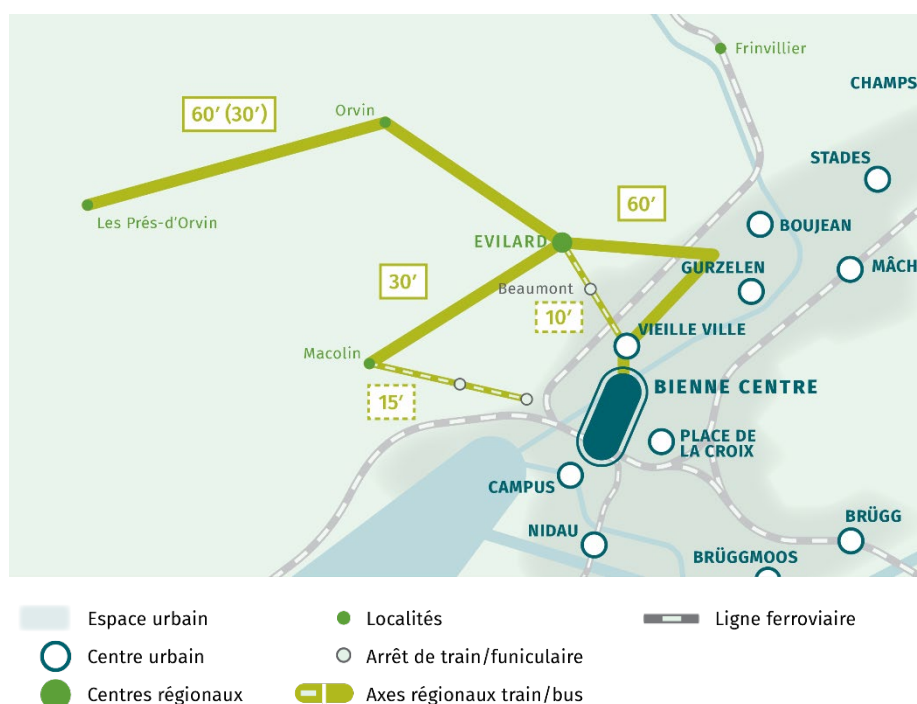 Frinvillier
CHAMPS
60’ (30’)
Orvin
STADES
Les Prés-d’Orvin
60’
EVILARD
BOUJEAN
GURZELEN
MÂCH
30’
Beaumont
10’
VIEILLE VILLE
Macolin
15’
BIENNE CENTRE
PLACE DE
LA CROIX
CAMPUS
NIDAU
BRÜGG
BRÜGGMOOS
Espace urbain
Localités
Ligne ferroviaire
Centre urbain
Arrêt de train/funiculaire
Centres régionaux
Axes régionaux train/bus